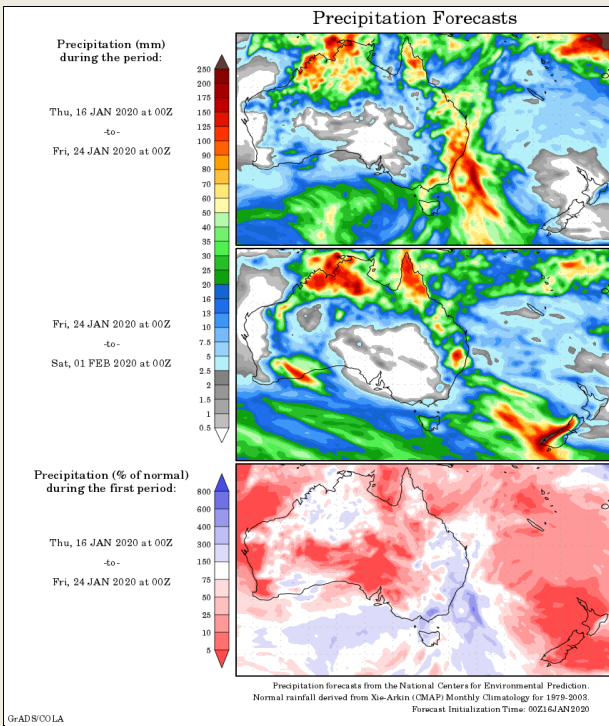 Precipitation Forecasts
Precipitation (mm)
during the period:
Thu, 16 JAN 2020 at 00Z
-to-
Fri, 24 JAN 2020 at 00Z
250
200
175
150
125
100
90
80
70
60
50
40
35
30
25
20
16
13
10
7.5
5
2.5
2
1.5
1
0.5
Fri, 24 JAN 2020 at 00Z
-to-
Sat, 01 FEB 2020 at 00Z
Precipitation (% of normal)
during the first period:
Thu, 16 JAN 2020 at 00Z
-to-
Fri, 24 JAN 2020 at 00Z
800
600
400
300
150
75
50
25
10
5
Precipitation forecasts from the National Centers for Environmental Prediction.
Normal rainfall derived from Xie-Arkin (CMAP) Monthly Climatology for 1979-2003.
Forecast Initialization Time: 00Z16JAN2020
GrADS/COLA